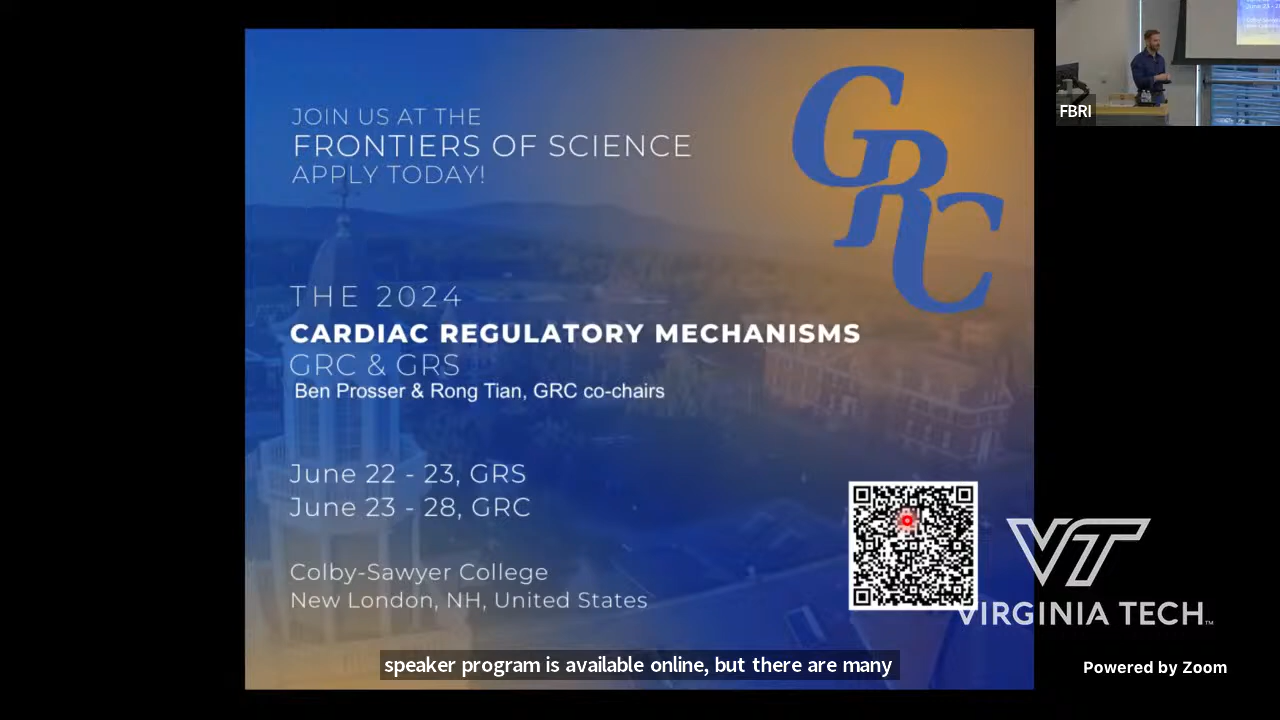 JOIN US AT THE
FRONTIERS OF SCIENCE
APPLY TODAY!
GRC
THE 2024
CARDIAC REGULATORY MECHANISMS
GRC & GRS
Ben Prosser & Rong Tian, GRC co-chairs
June 22 - 23, GRS
June 23 - 28, GRC
Colby-Sawyer College
New London, NH, United States
FBRI
VT
VIRGINIA TECH™
speaker program is available online, but there are many
Powered by Zoom